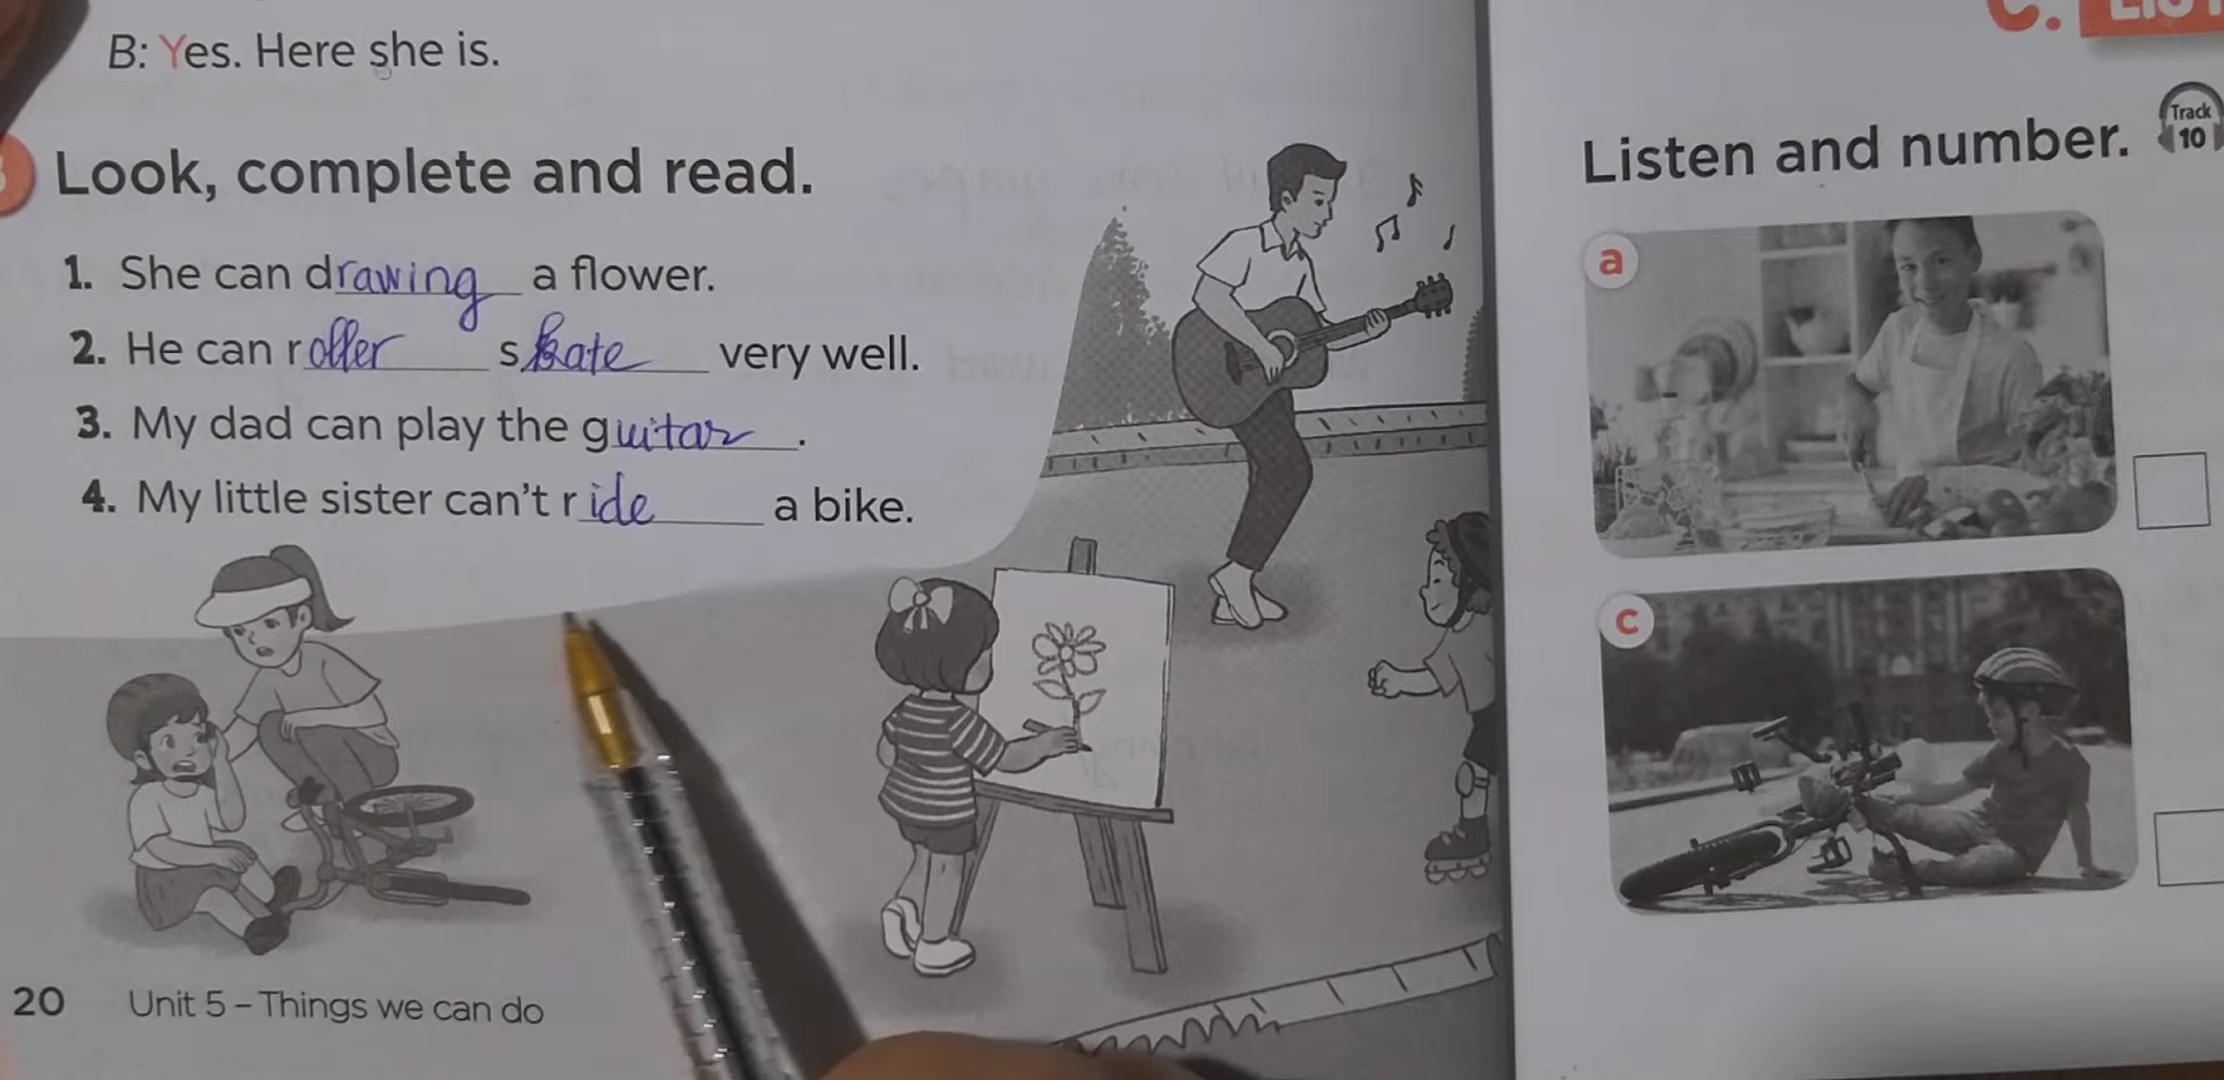 B: Yes. Here she is.
Look, complete and read.
1. She can drawing a flower.
2. He can roller skate very well.
3. My dad can play the guitar.
4. My little sister can't ride a bike.
20 Unit 5 – Things we can do
C.
Listen and number.
Track
10
a
c